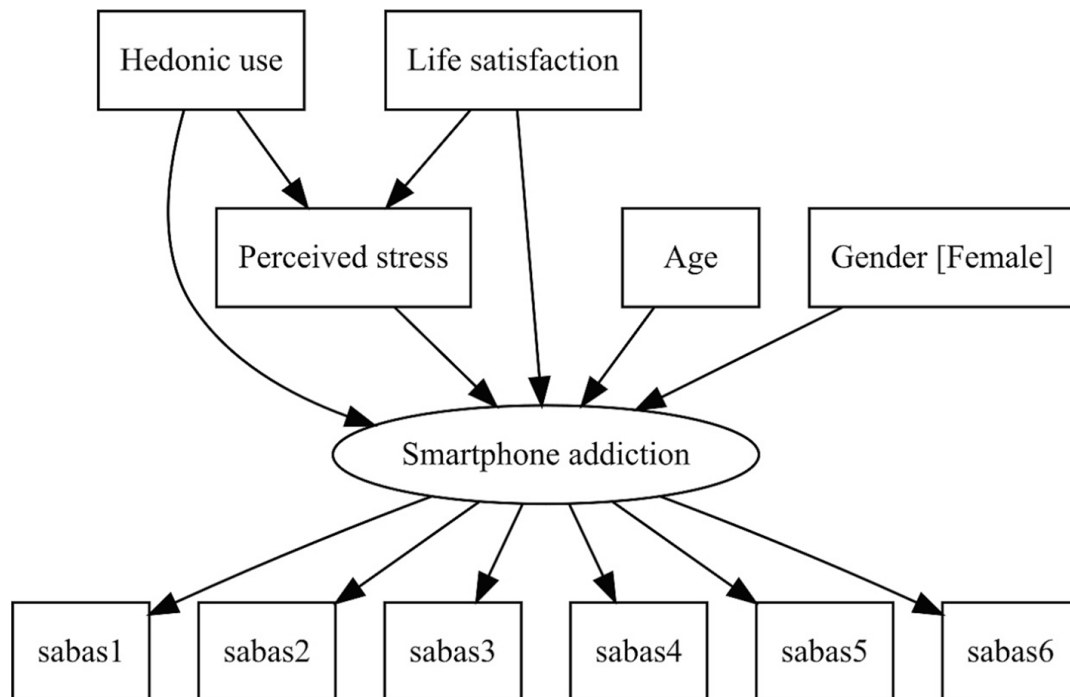 Hedonic use
Life satisfaction
Perceived stress
Age
Gender [Female]
Smartphone addiction
sabas1
sabas2
sabas3
sabas4
sabas5
sabas6